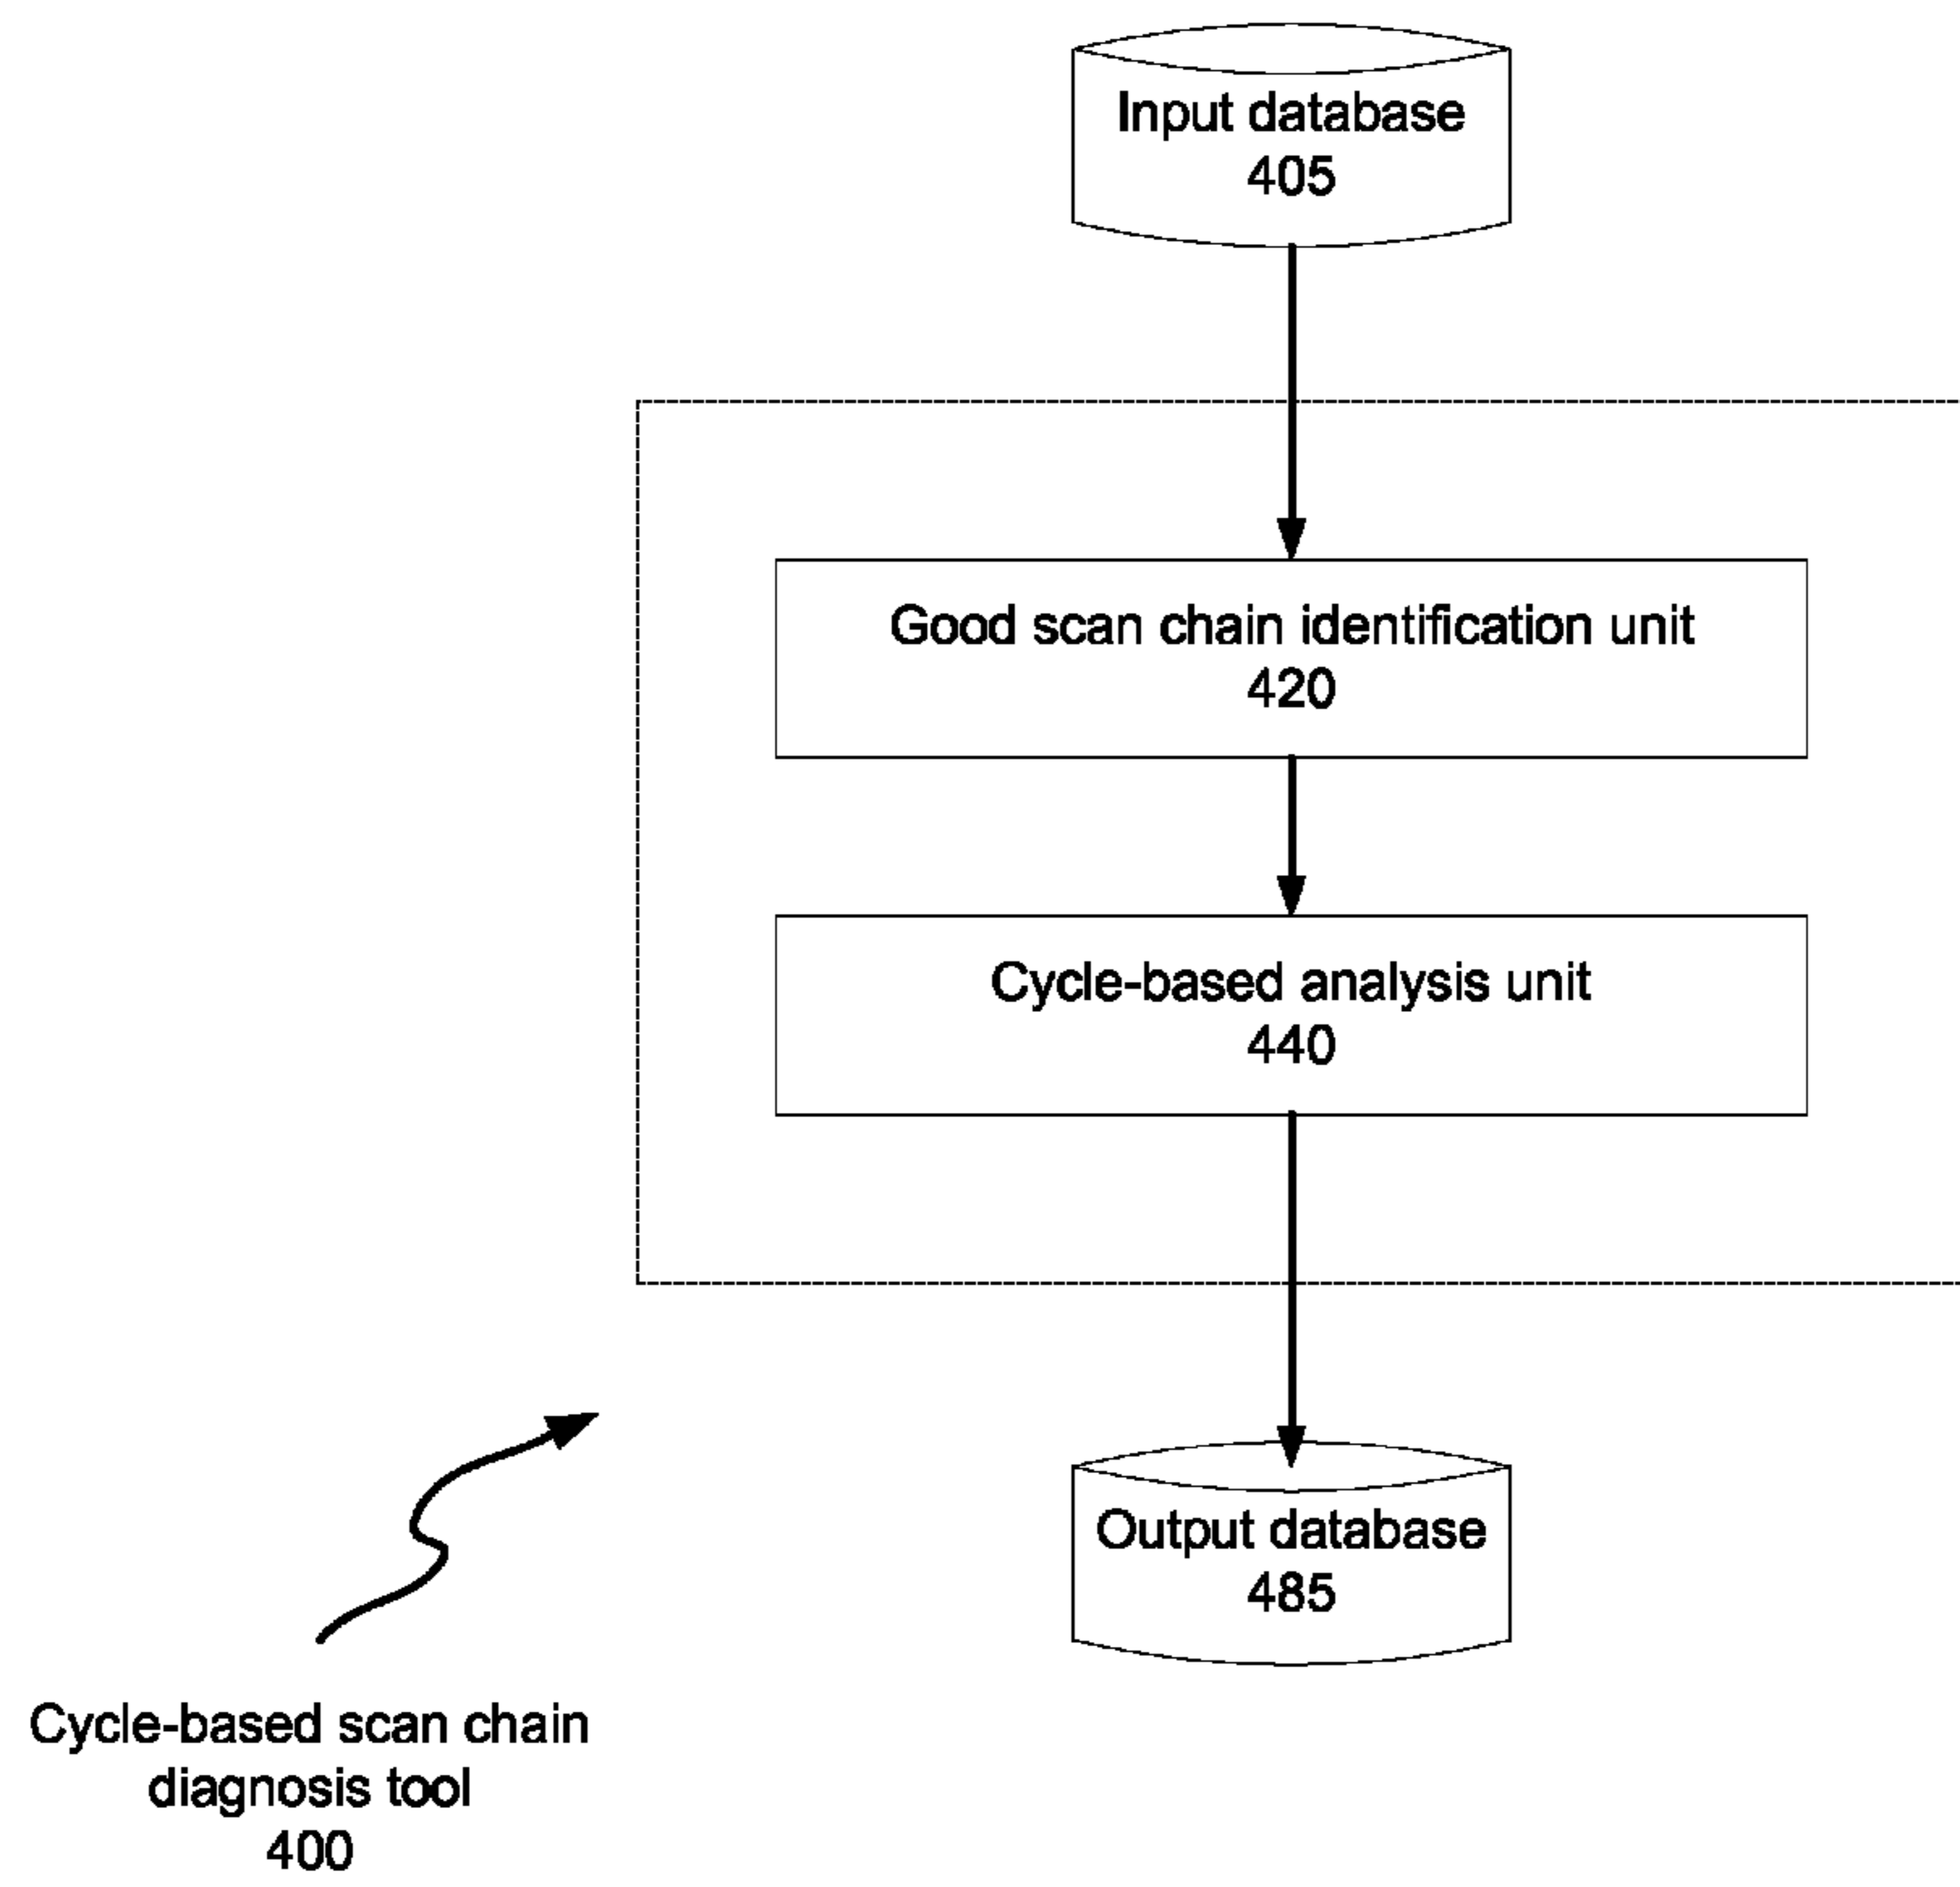 Input database
405
Good scan chain identification unit
420
Cycle-based analysis unit
440
Output database
485
Cycle-based scan chain
diagnosis tool
400